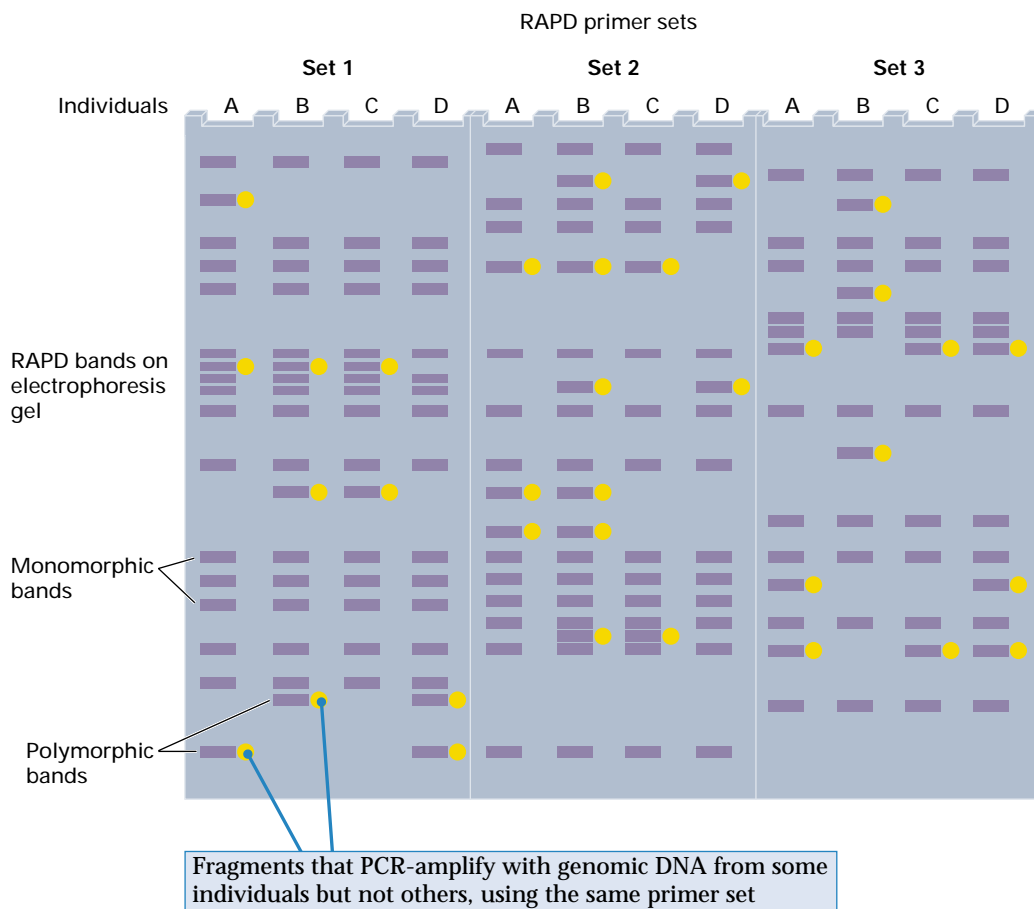 RAPD primer sets
Set 1 Set 2 Set 3
Individuals A B C D A B C D A B C D
RAPD bands on
electrophoresis
gel
Monomorphic
bands
Polymorphic
bands
Fragments that PCR-amplify with genomic DNA from some
individuals but not others, using the same primer set